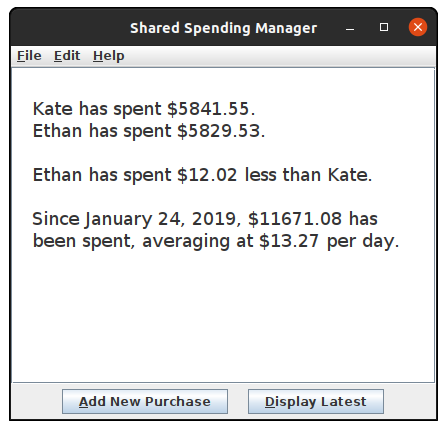 Shared Spending Manager
File Edit Help
Kate has spent $5841.55.
Ethan has spent $5829.53.
Ethan has spent $12.02 less than Kate.
Since January 24, 2019, $11671.08 has
been spent, averaging at $13.27 per day.
Add New Purchase Display Latest